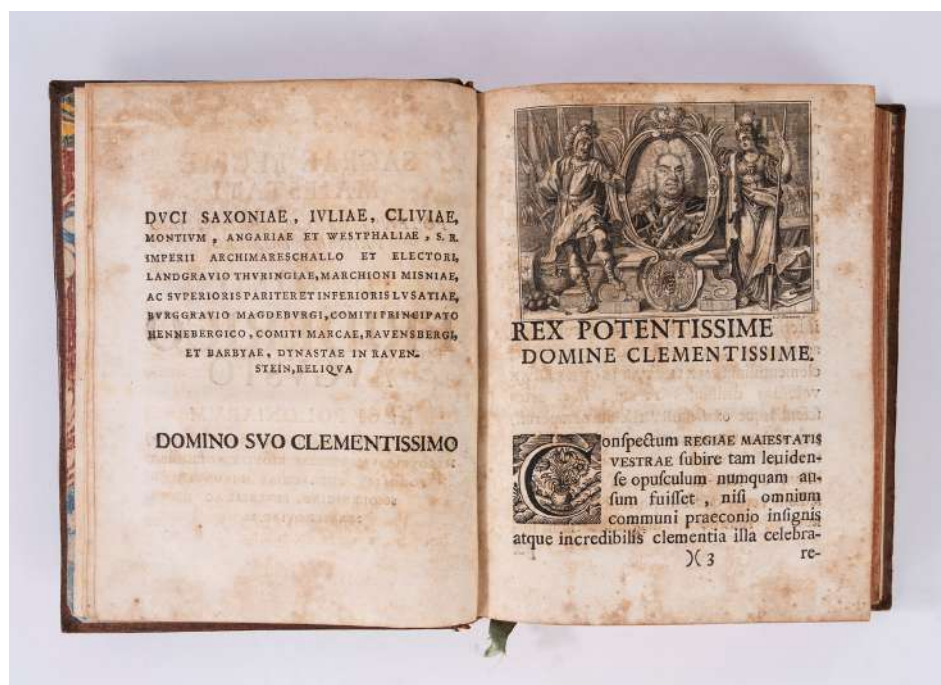 DVCI SAXONIAE, IVLIAE, CLIVIAE,
MONTIVM, ANGARIAE ET WESTPHALIAE, S. R.
IMPERII ARCHIMARESCHALLO ET ELECTORI,
LANDGRAVIO THVRINGIAE, MARCHIONI MISNIAE,
AC SVPERIORIS PARITER ET INFERIORIS LVSATIAE,
BVRGGRAVIO MAGDEBVRGI, COMITI PRINCIPATO
HENNEBERGICO, COMITI MARCAE, RAVENSBERGI,
ET BARBYAE, DYNASTAE IN RAVEN-
STEIN, RELIQVA
DOMINO SVO CLEMENTISSIMO
REX POTENTISSIME
DOMINE CLEMENTISSIME.
Conſpectum REGIAE MAIESTATIS
VESTRAE ſubire tam leuiden-
ſe opuſculum numquam au-
ſum fuiſſet, niſi omnium
communi praeconio inſignis
atque incredibilis clementia illa celebra-
)( 3
re-